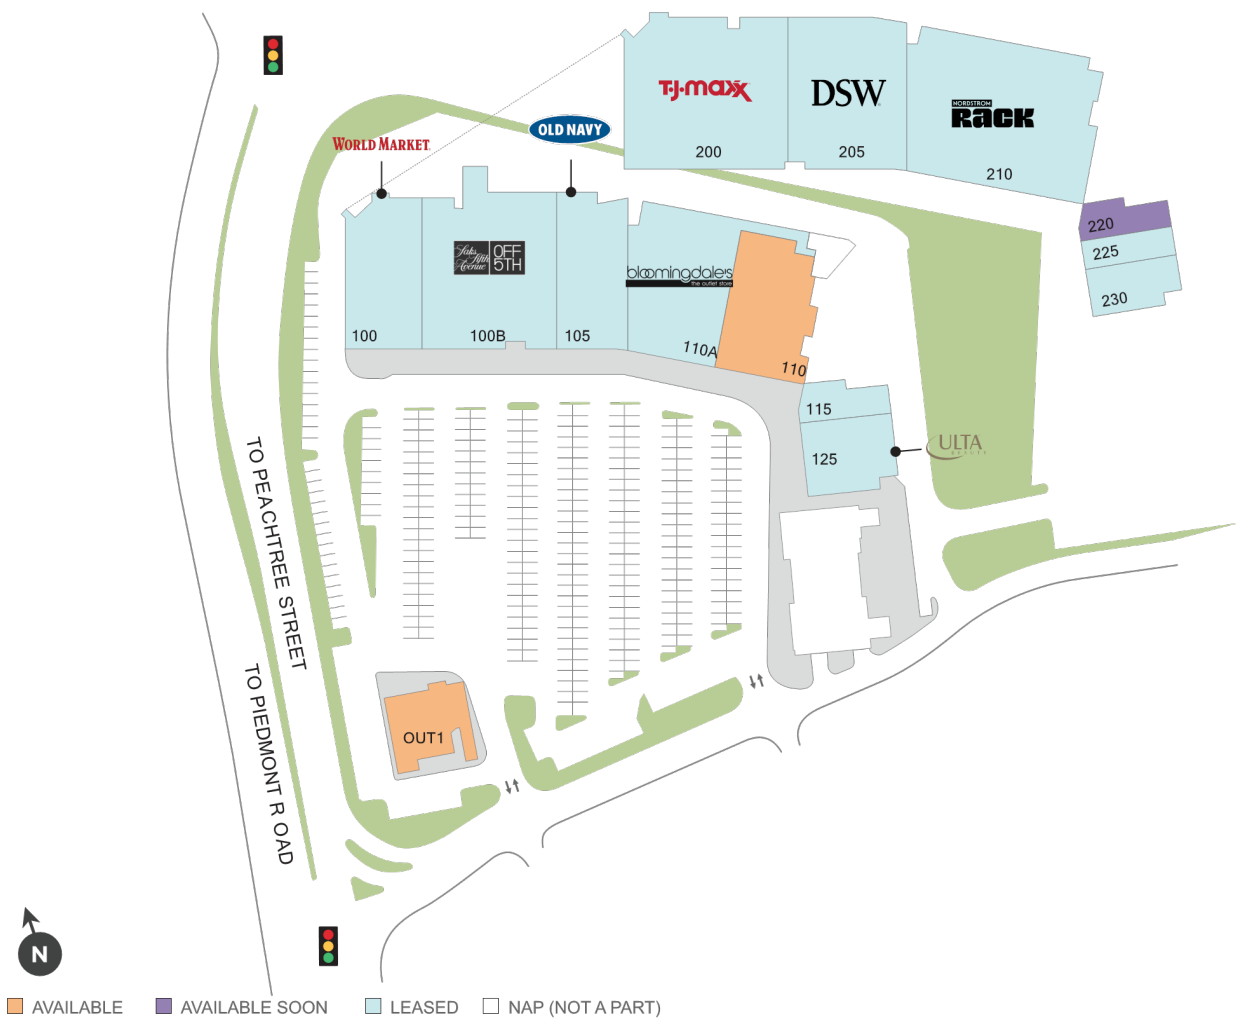 T·J·maxx
DSW
NORDSTROM
RACK
200
205
210
OLD NAVY
WORLD MARKET
220
225
230
Saks
Fifth
Avenue
OFF
5TH
bloomingdale's
the outlet store
100
100B
105
110A
110
115
125
ULTA
BEAUTY
TO PEACHTREE STREET
TO PIEDMONT R OAD
OUT1
N
AVAILABLE
AVAILABLE SOON
LEASED
NAP (NOT A PART)